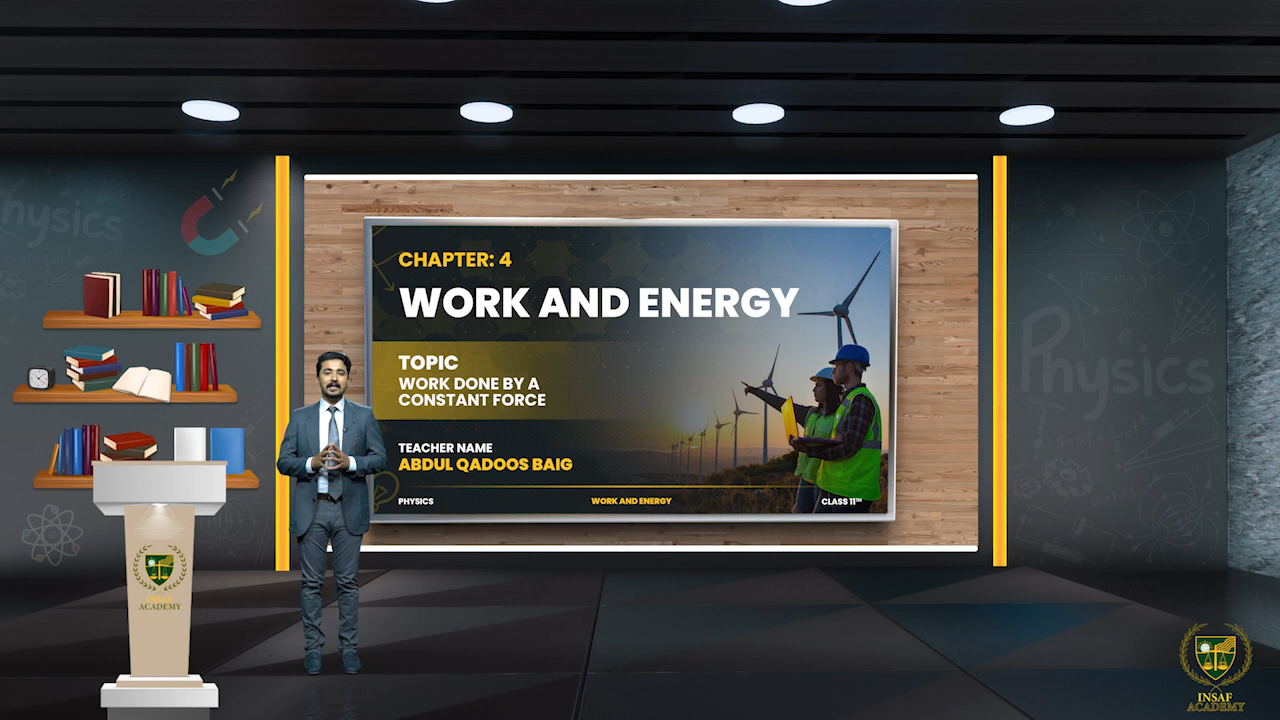 CHAPTER: 4
WORK AND ENERGY
TOPIC
WORK DONE BY A
CONSTANT FORCE
TEACHER NAME
ABDUL QADOOS BAIG
PHYSICS
WORK AND ENERGY
CLASS 11TH
Physics
Physics
INSAF
ACADEMY
INSAF
ACADEMY